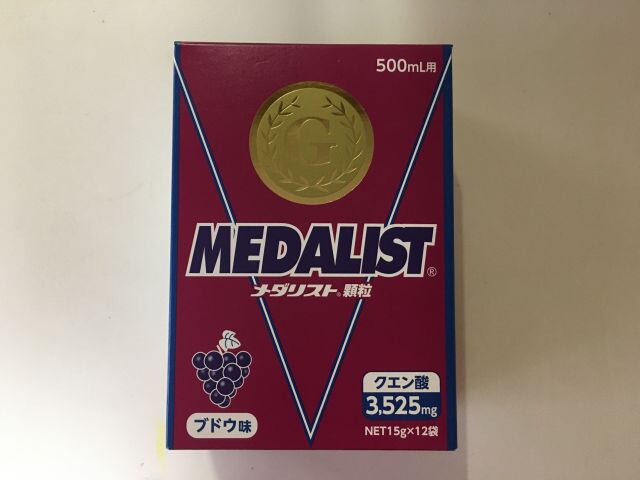 500mL用
G
MEDALIST®
メダリスト®顆粒
クエン酸
3,525mg
ブドウ味
NET15g×12袋